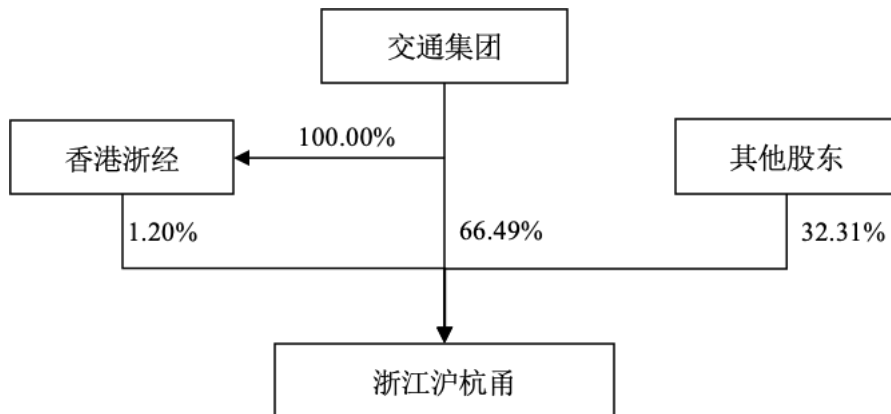 交通集团
100.00%
香港浙经
其他股东
1.20%
66.49%
32.31%
浙江沪杭甬